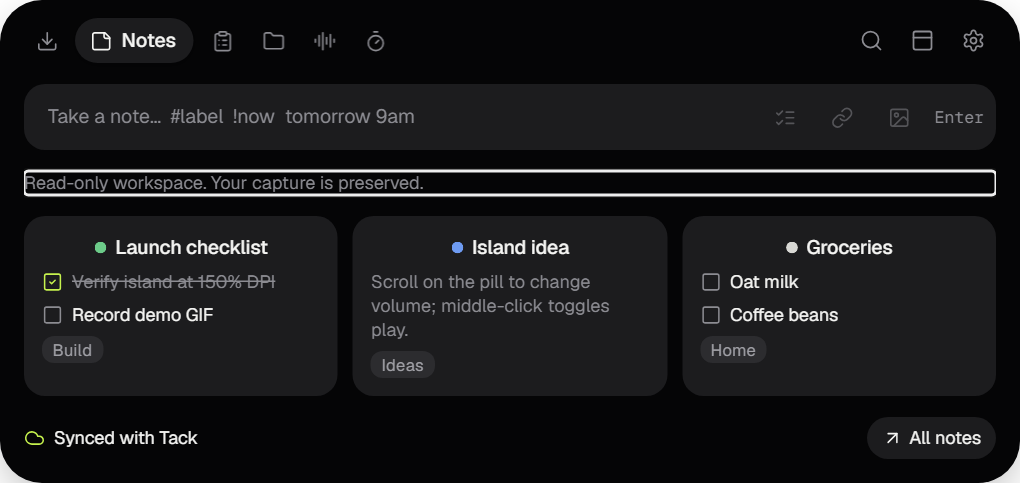 Notes
Take a note... #label !now tomorrow 9am
Enter
Read-only workspace. Your capture is preserved.
Launch checklist
Verify island at 150% DPI
Record demo GIF
Build
Island idea
Scroll on the pill to change
volume; middle-click toggles
play.
Ideas
Groceries
Oat milk
Coffee beans
Home
Synced with Tack
All notes